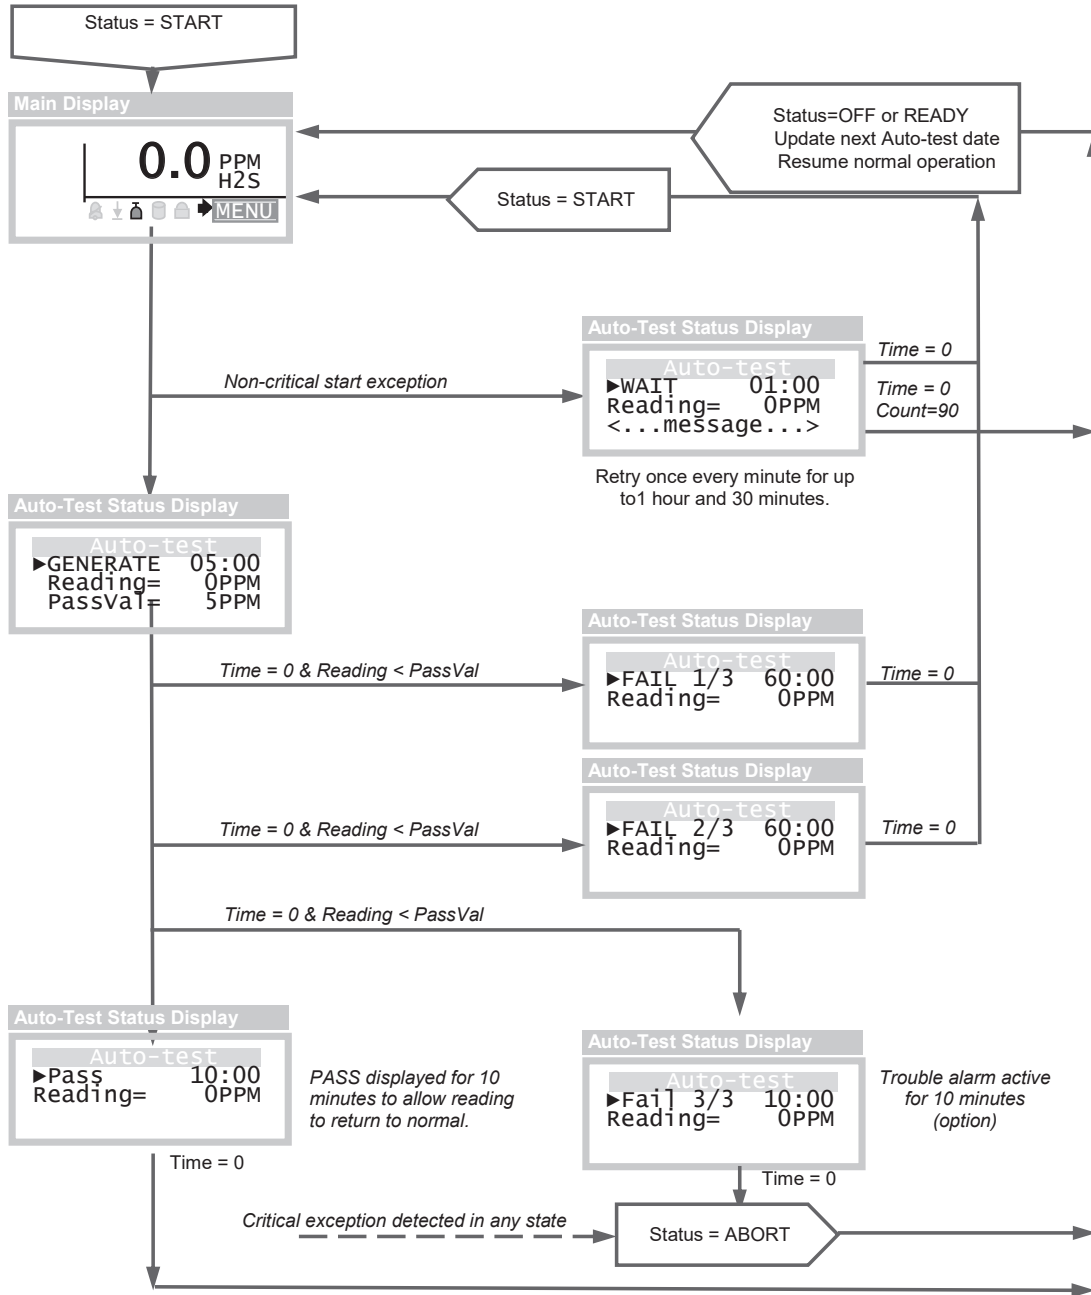 Status = START
Main Display
0.0 PPM
H2S
MENU
Status=OFF or READY
Update next Auto-test date
Resume normal operation
Status = START
Auto-Test Status Display
Auto-test
►WAIT 01:00
Reading= 0PPM
<...message...>
Time = 0
Time = 0
Count=90
Non-critical start exception
Retry once every minute for up
to1 hour and 30 minutes.
Auto-Test Status Display
Auto-test
►GENERATE 05:00
Reading= 0PPM
PassVal= 5PPM
Time = 0 & Reading < PassVal
Auto-Test Status Display
Auto-test
►FAIL 1/3 60:00
Reading= 0PPM
Time = 0
Time = 0 & Reading < PassVal
Auto-Test Status Display
Auto-test
►FAIL 2/3 60:00
Reading= 0PPM
Time = 0
Time = 0 & Reading < PassVal
Auto-Test Status Display
Auto-test
►Pass 10:00
Reading= 0PPM
PASS displayed for 10
minutes to allow reading
to return to normal.
Time = 0
Auto-Test Status Display
Auto-test
►Fail 3/3 10:00
Reading= 0PPM
Trouble alarm active
for 10 minutes
(option)
Time = 0
Critical exception detected in any state
Status = ABORT